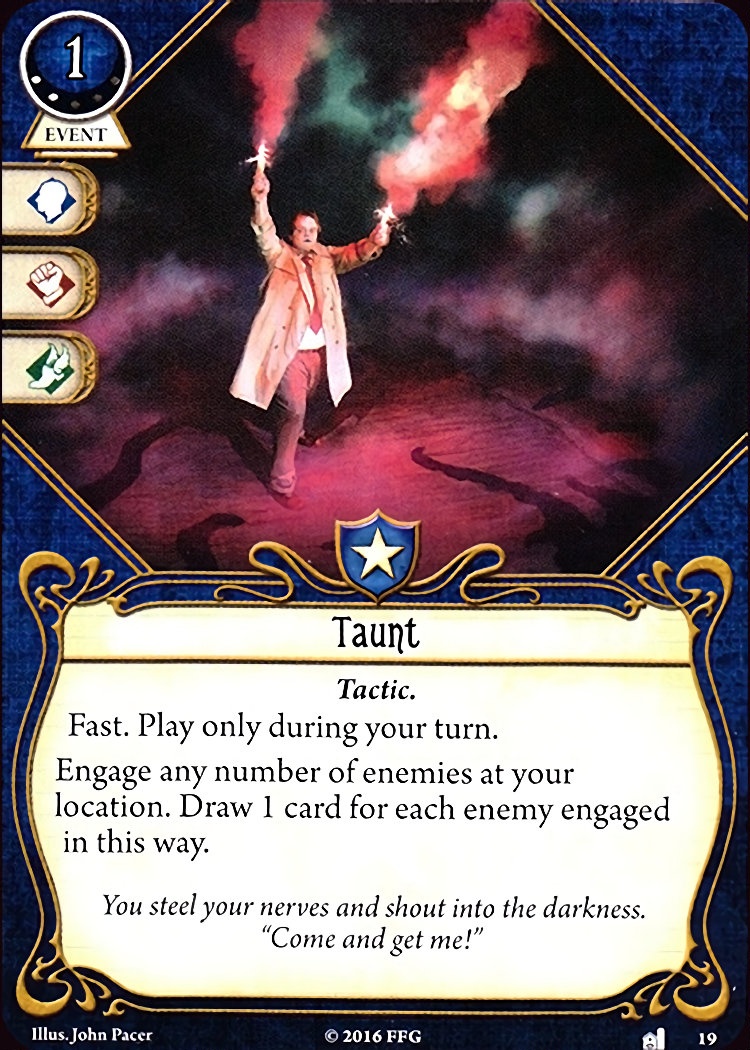 1
EVENT
Taunt
Tactic.
Fast. Play only during your turn.
Engage any number of enemies at your
location. Draw 1 card for each enemy engaged
in this way.
You steel your nerves and shout into the darkness.
“Come and get me!”
Illus. John Pacer
© 2016 FFG
19